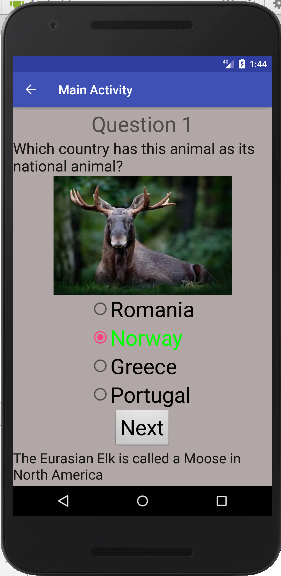 1:44
Main Activity
Question 1
Which country has this animal as its
national animal?
Romania
Norway
Greece
Portugal
Next
The Eurasian Elk is called a Moose in
North America